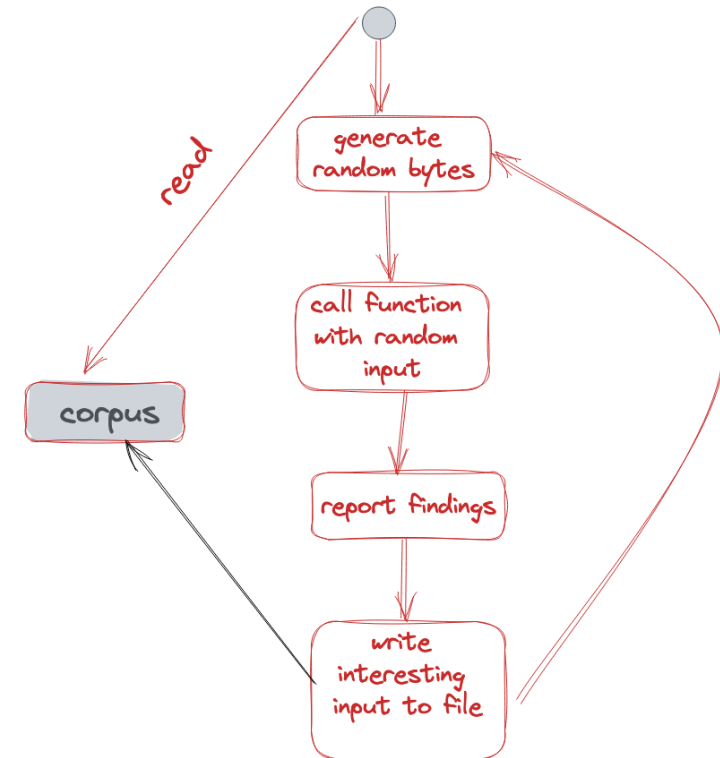 generate
random bytes
read
call function
with random
input
corpus
report findings
write
interesting
input to file